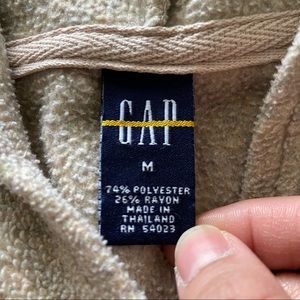 GAP
M
74% POLYESTER
26% RAYON
MADE IN
THAILAND
RN 54023